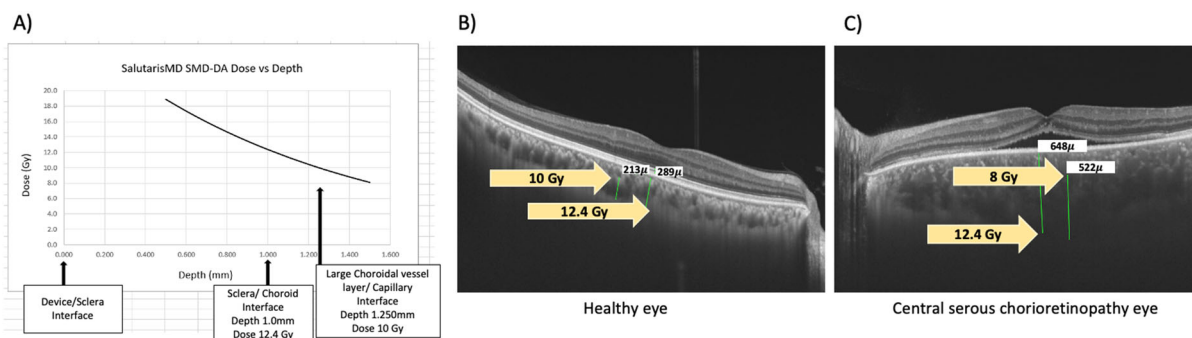 A)
SalutarisMD SMD-DA Dose vs Depth
Dose (Gy)
20.0
18.0
16.0
14.0
12.0
10.0
8.0
6.0
4.0
2.0
0.0
0.000
0.200
0.400
0.600
0.800
1.000
1.200
1.400
1.600
Depth (mm)
Device/Sclera
Interface
Sclera/ Choroid
Interface
Depth 1.0mm
Dose 12.4 Gy
Large Choroidal vessel
layer/ Capillary
Interface
Depth 1.250mm
Dose 10 Gy
B)
213μ
289μ
10 Gy
12.4 Gy
Healthy eye
C)
648μ
522μ
8 Gy
12.4 Gy
Central serous chorioretinopathy eye